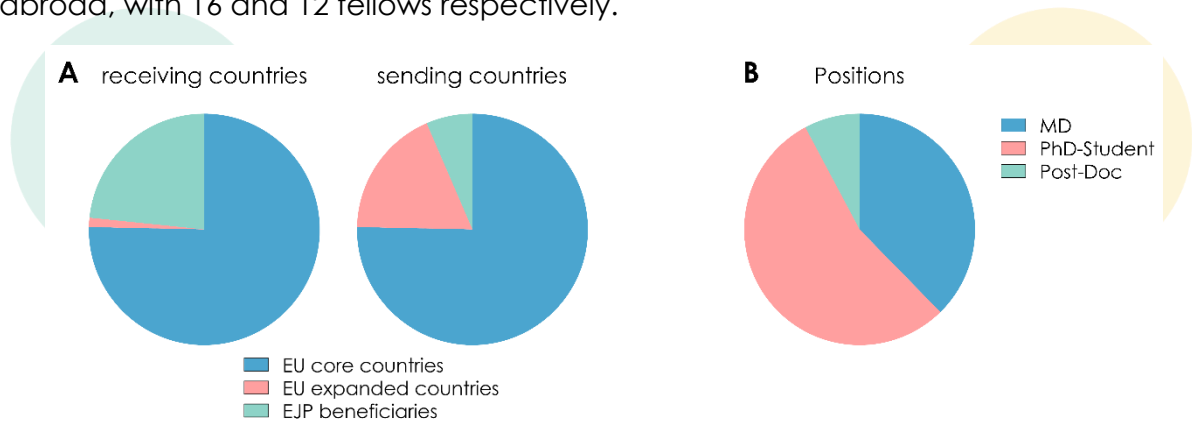 abroad, with 16 and 12 fellows respectively.
A receiving countries sending countries
B Positions
MD
PhD-Student
Post-Doc
EU core countries
EU expanded countries
EJP beneficiaries